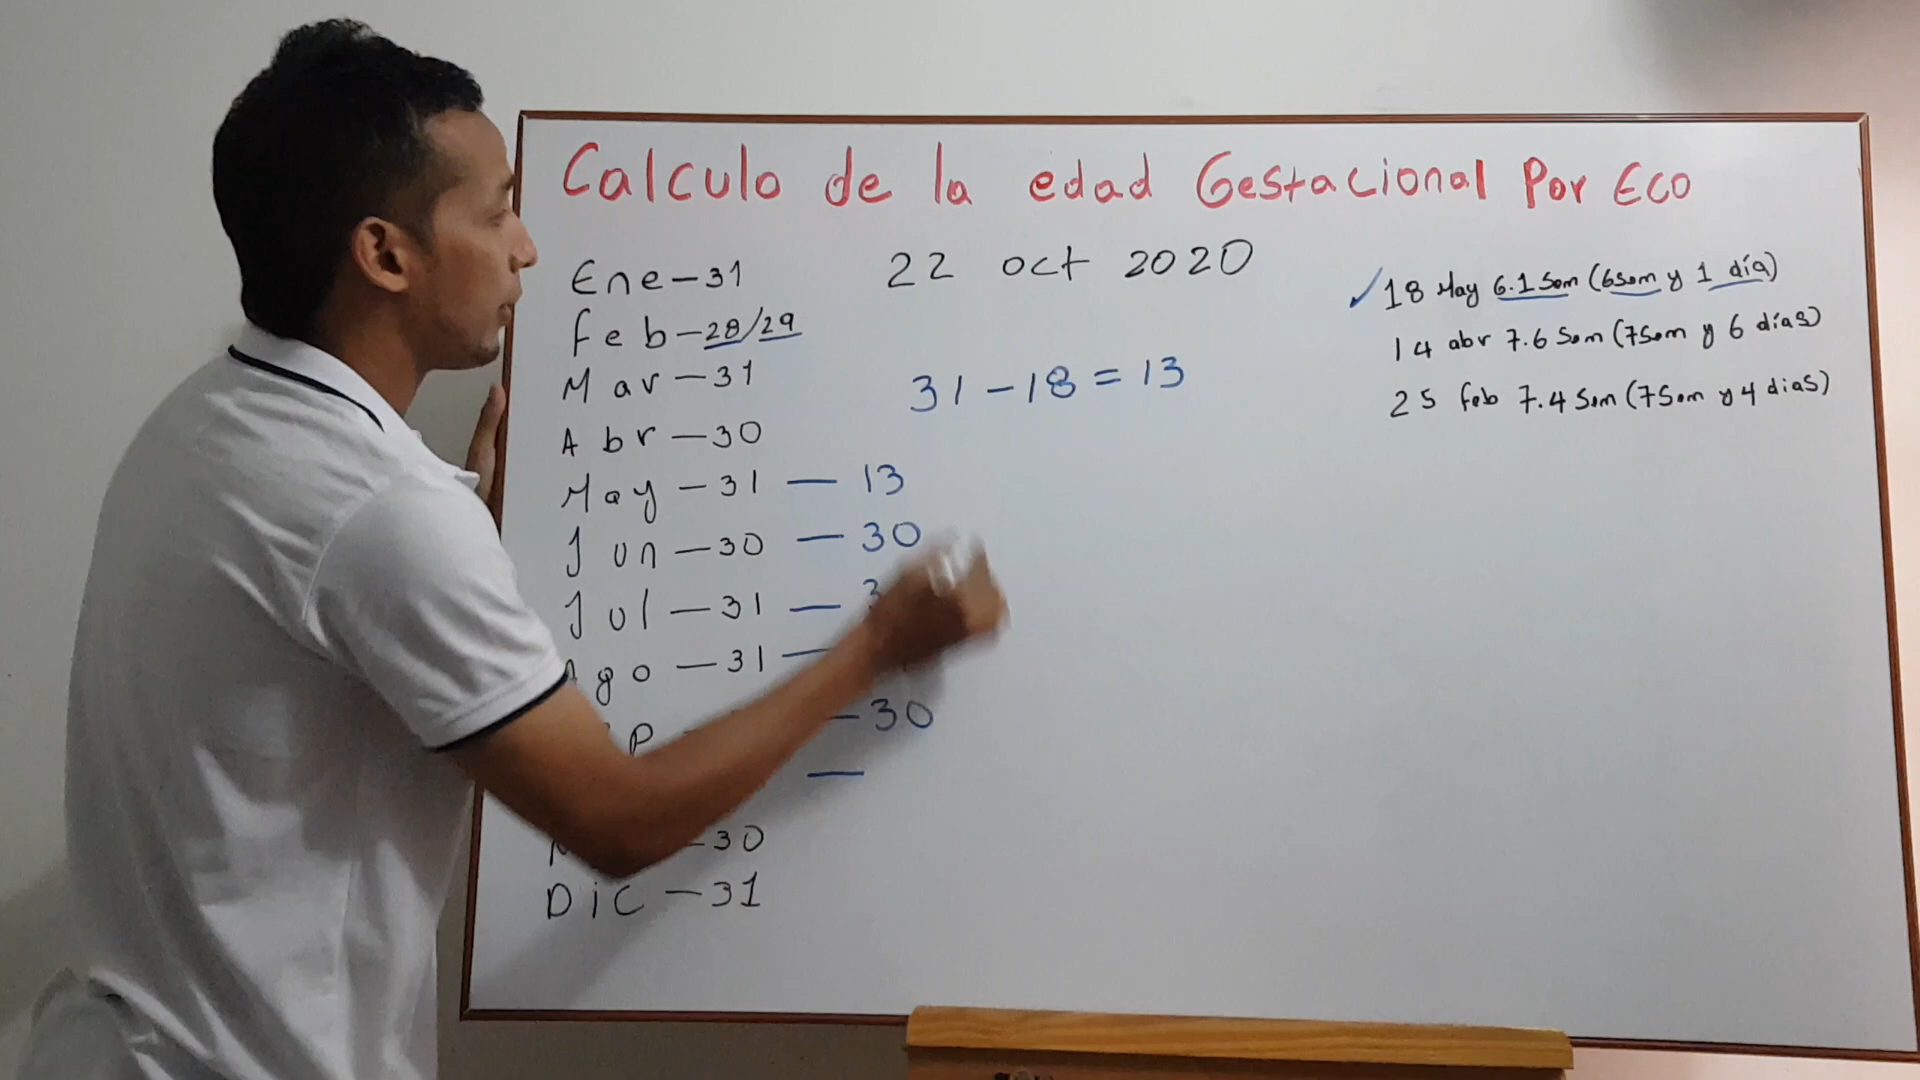 Calculo de la edad Gestacional Por Eco
22 oct 2020
Ene-31
Feb-28/29
Mar-31
Abr-30
May-31 - 13
Jun-30 - 30
Jul-31 -
Ago-31 -
P - 30
-
-30
Dic-31
31-18=13
18 May 6.1 Sem (6sem y 1 día)
14 abr 7.6 Sem (7sem y 6 días)
25 feb 7.4 Sem (7Sem y 4 dias)